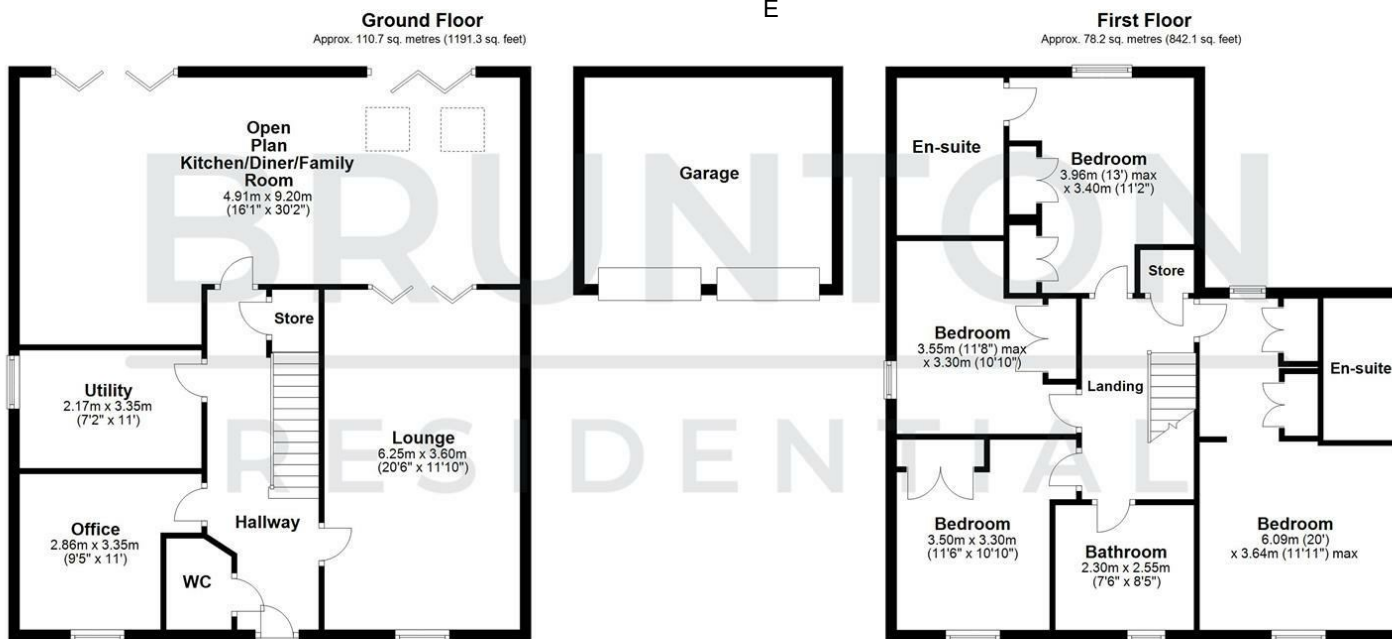 E
Ground Floor
Approx. 110.7 sq. metres (1191.3 sq. feet)
Open
Plan
Kitchen/Diner/Family
Room
4.91m x 9.20m
(16'1" x 30'2")
Store
Utility
2.17m x 3.35m
(7'2" x 11')
Lounge
6.25m x 3.60m
(20'6" x 11'10")
Office
2.86m x 3.35m
(9'5" x 11')
Hallway
WC
Garage
First Floor
Approx. 78.2 sq. metres (842.1 sq. feet)
En-suite
Bedroom
3.96m (13') max
x 3.40m (11'2")
Store
Bedroom
3.55m (11'8") max
x 3.30m (10'10")
Landing
En-suite
Bedroom
3.50m x 3.30m
(11'6" x 10'10")
Bathroom
2.30m x 2.55m
(7'6" x 8'5")
Bedroom
6.09m (20')
x 3.64m (11'11") max
BRUNTON
RESIDENTIAL